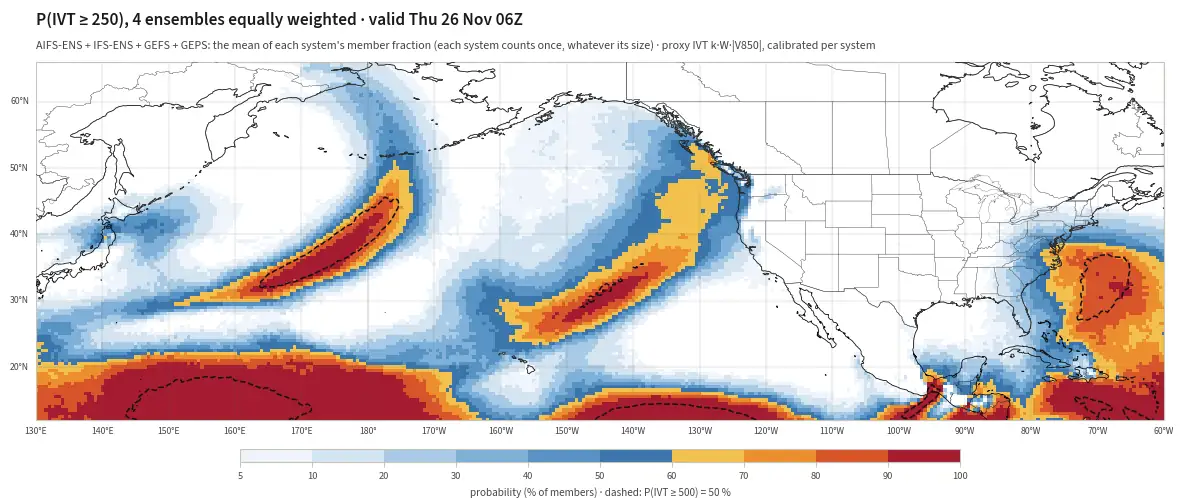 P(IVT ≥ 250), 4 ensembles equally weighted · valid Thu 26 Nov 06Z
AIFS-ENS + IFS-ENS + GEFS + GEPS: the mean of each system's member fraction (each system counts once, whatever its size) · proxy IVT k·W·|V850|, calibrated per system
60°N
50°N
40°N
30°N
20°N
130°E 140°E 150°E 160°E 170°E 180° 170°W 160°W 150°W 140°W 130°W 120°W 110°W 100°W 90°W 80°W 70°W 60°W
5 10 20 30 40 50 60 70 80 90 100
probability (% of members) · dashed: P(IVT ≥ 500) = 50 %